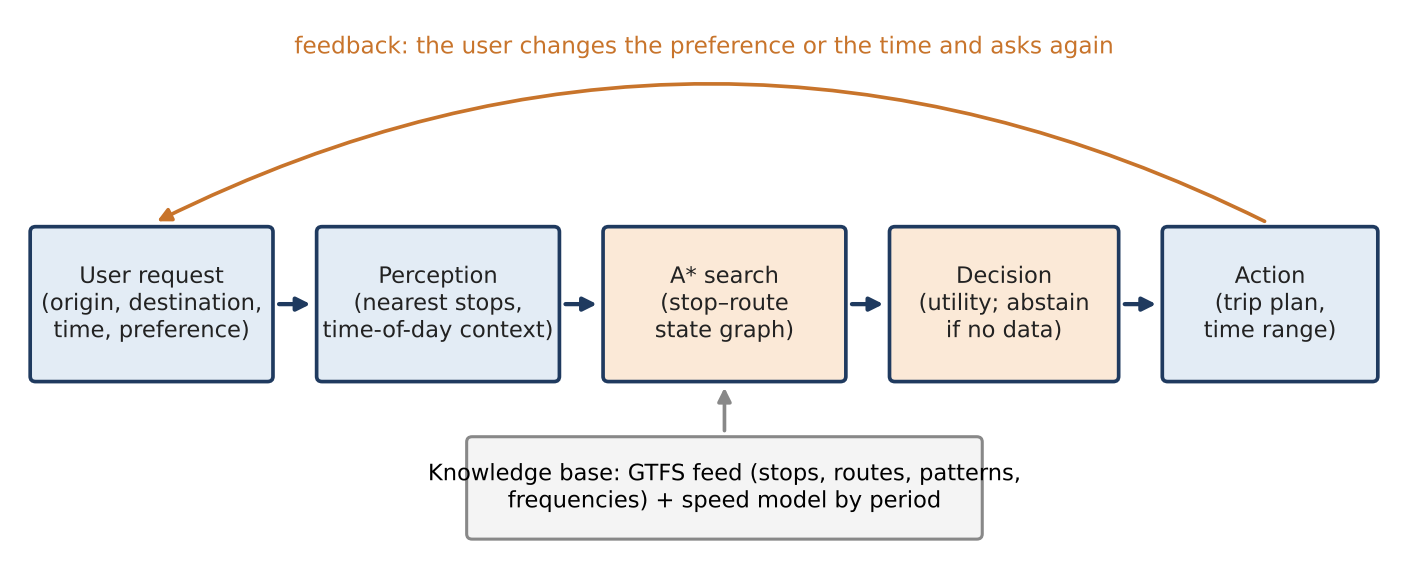 feedback: the user changes the preference or the time and asks again
User request
(origin, destination,
time, preference)
Perception
(nearest stops,
time-of-day context)
A* search
(stop–route
state graph)
Decision
(utility; abstain
if no data)
Action
(trip plan,
time range)
Knowledge base: GTFS feed (stops, routes, patterns,
frequencies) + speed model by period